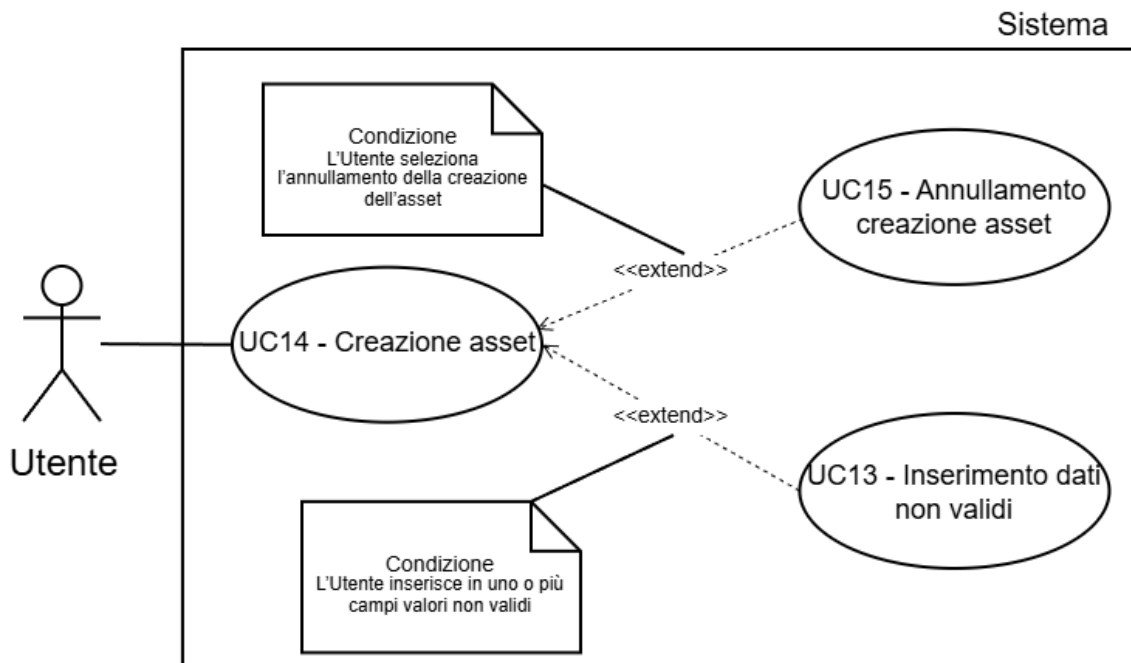 Sistema
Condizione
L'Utente seleziona
l'annullamento della creazione
dell'asset
UC15 - Annullamento
creazione asset
<<extend>>
UC14 - Creazione asset
<<extend>>
Utente
UC13 - Inserimento dati
non validi
Condizione
L'Utente inserisce in uno o più
campi valori non validi